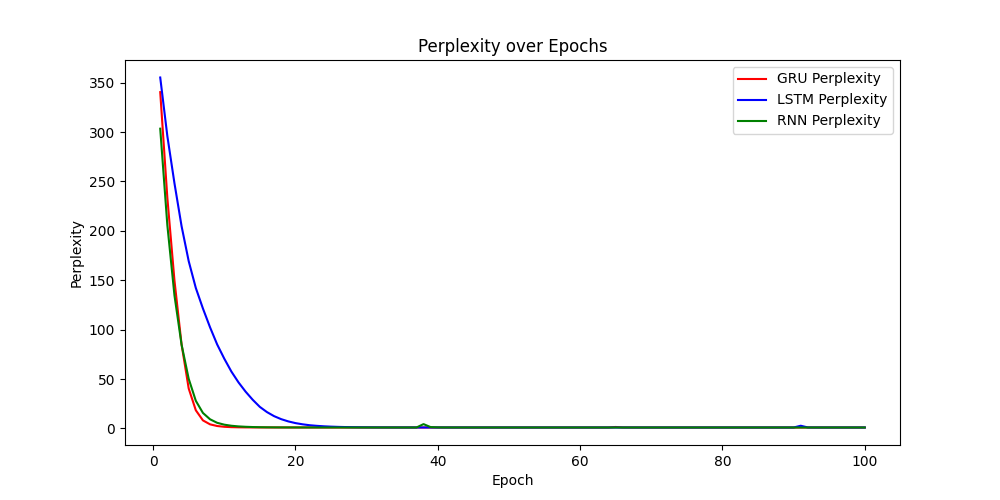 Perplexity over Epochs
GRU Perplexity
LSTM Perplexity
RNN Perplexity
Perplexity
350
300
250
200
150
100
50
0
0 20 40 60 80 100
Epoch